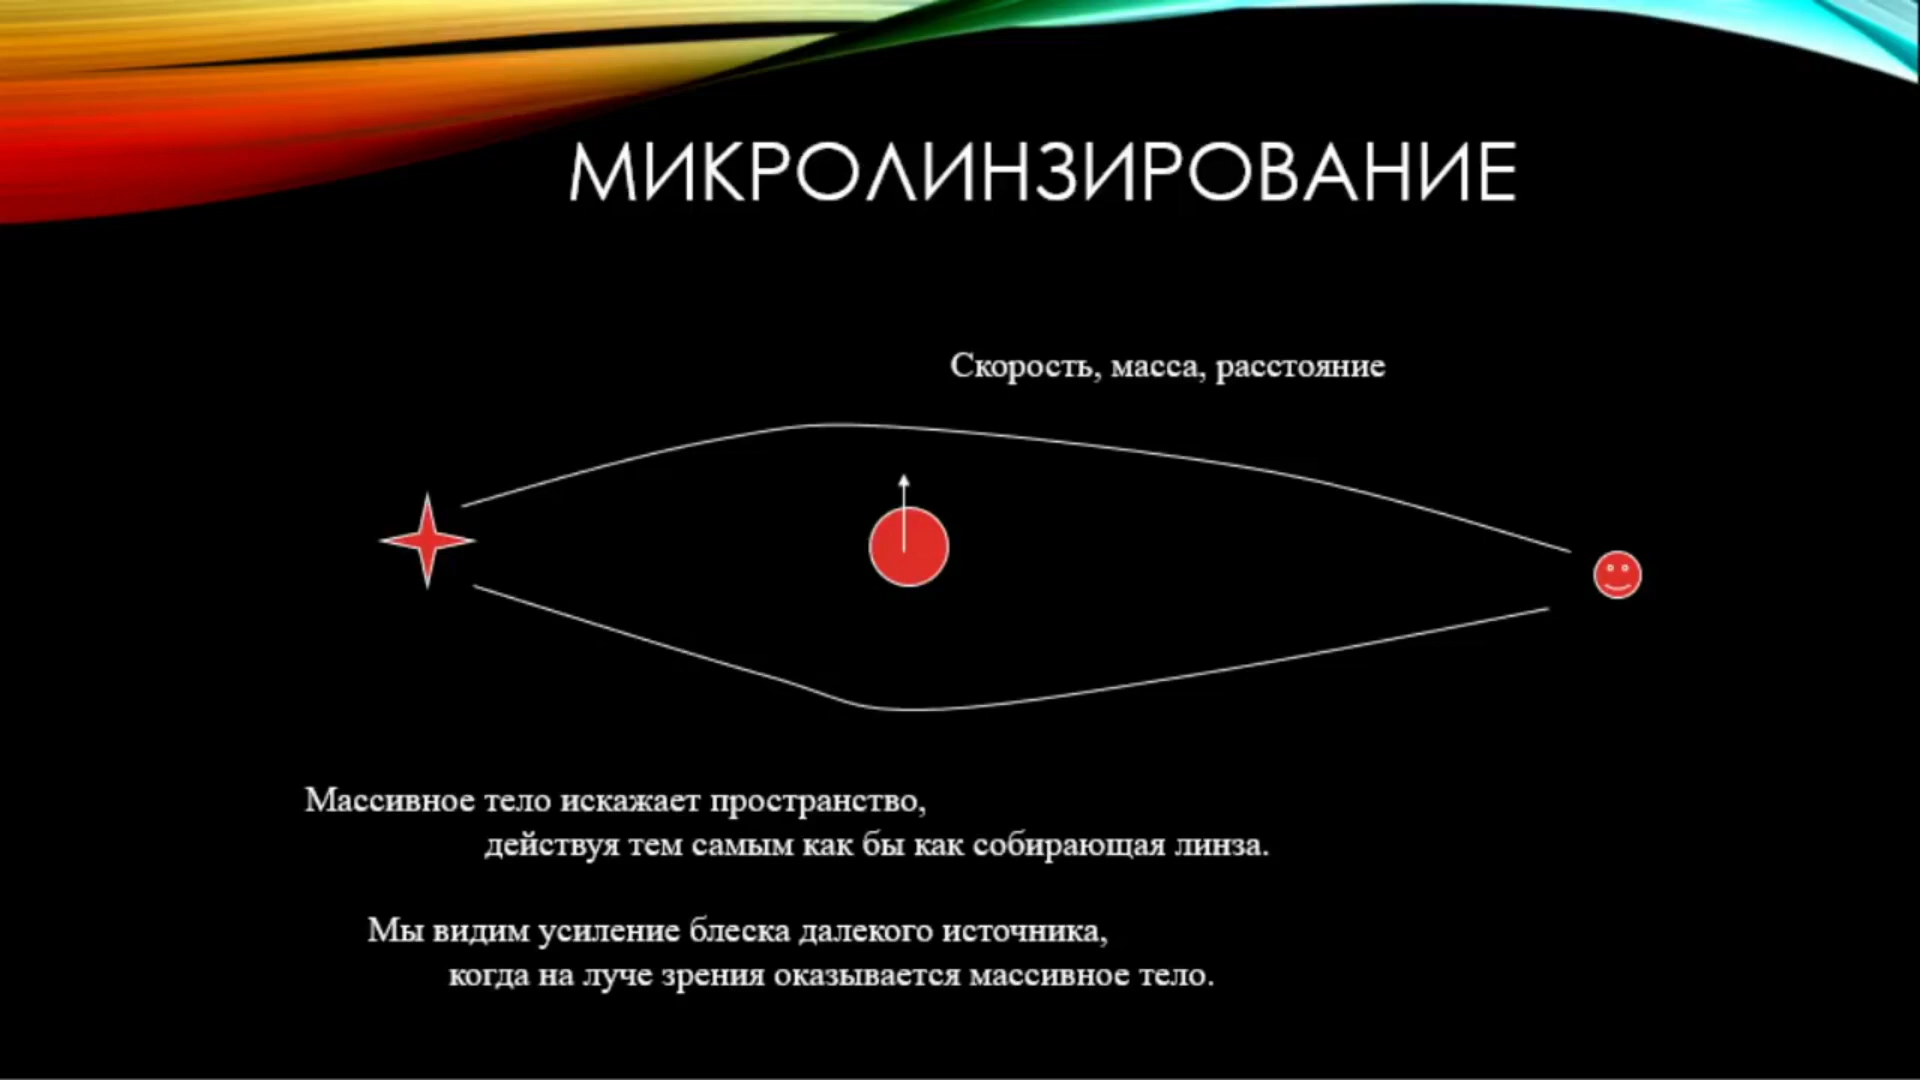 МИКРОЛИНЗИРОВАНИЕ
Скорость, масса, расстояние
Массивное тело искажает пространство,
действуя тем самым как бы как собирающая линза.
Мы видим усиление блеска далекого источника,
когда на луче зрения оказывается массивное тело.